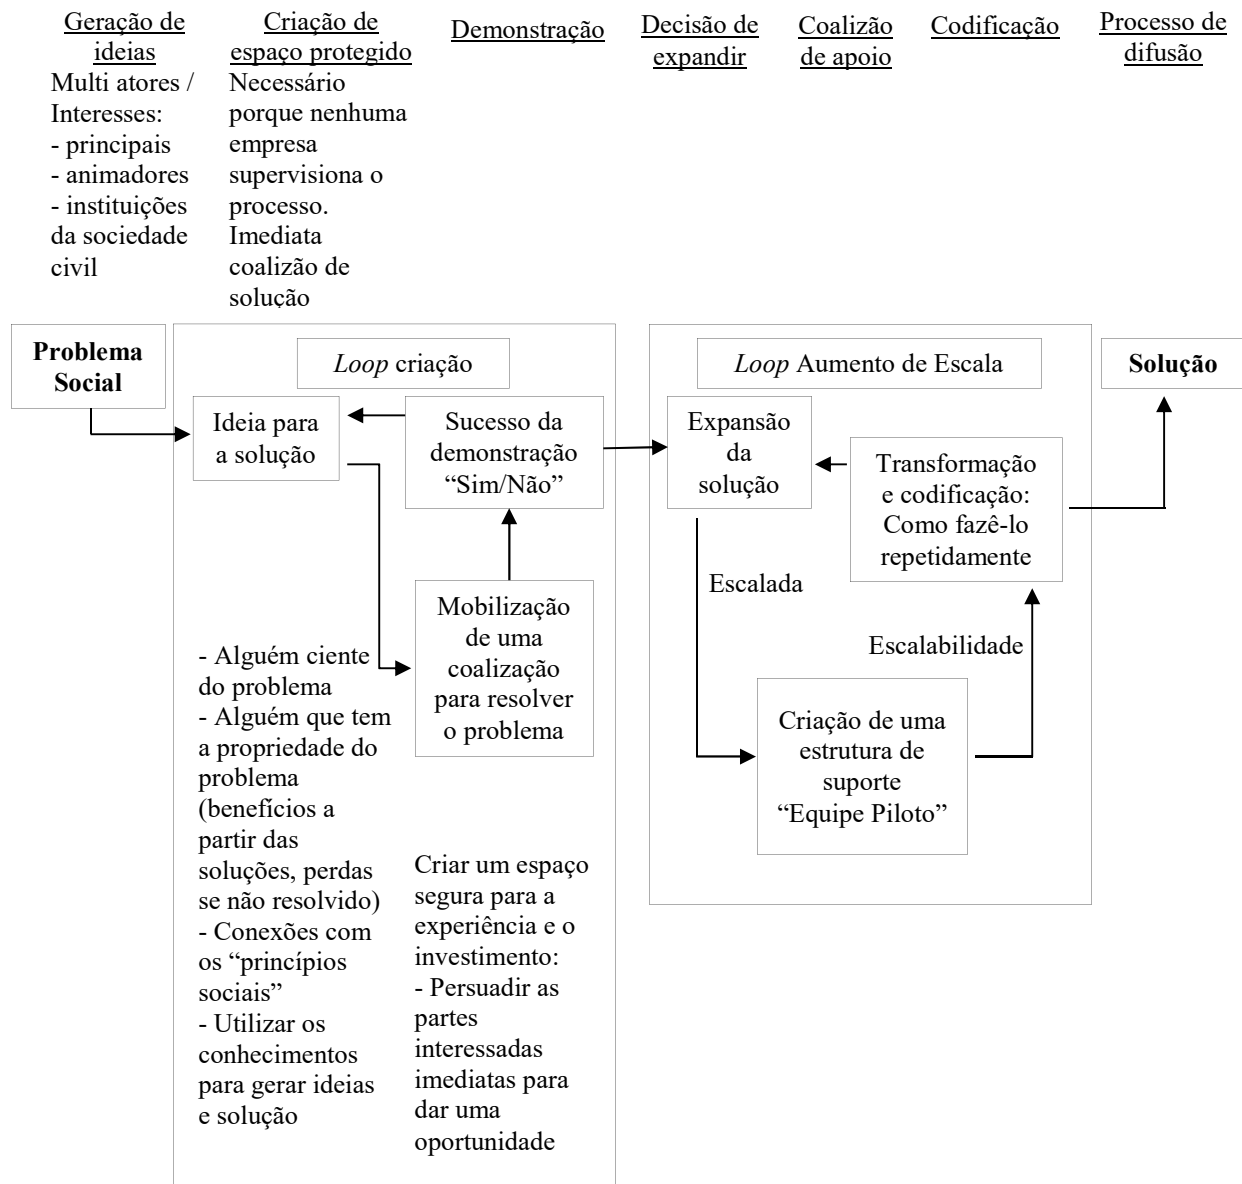 Geração de
ideias
Multi atores /
Interesses:
- principais
- animadores
- instituições
da sociedade
civil
Criação de
espaço protegido
Necessário
porque nenhuma
empresa
supervisiona o
processo.
Imediata
coalizão de
solução
Demonstração
Decisão de
expandir
Coalizão
de apoio
Codificação
Processo de
difusão
Problema
Social
Loop criação
Ideia para
a solução
Sucesso da
demonstração
“Sim/Não”
Mobilização
de uma
coalização
para resolver
o problema
- Alguém ciente
do problema
- Alguém que tem
a propriedade do
problema
(benefícios a
partir das
soluções, perdas
se não resolvido)
- Conexões com
os “princípios
sociais”
- Utilizar os
conhecimentos
para gerar ideias
e solução
Criar um espaço
segura para a
experiência e o
investimento:
- Persuadir as
partes
interessadas
imediatas para
dar uma
oportunidade
Loop Aumento de Escala
Expansão
da
solução
Transformação
e codificação:
Como fazê-lo
repetidamente
Escalada
Escalabilidade
Criação de uma
estrutura de
suporte
“Equipe Piloto”
Solução